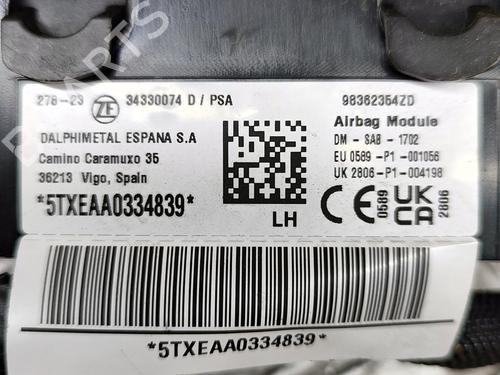 278-23 ZF 34330074 D / PSA 98362354ZD
DALPHIMETAL ESPANA S.A
Camino Caramuxo 35
36213 Vigo, Spain
*5TXEAA0334839*
LH
Airbag Module
DM - SAB - 1702
EU 0589 -P1 -001056
UK 2806 -P1 -004198
CE 0589 UK CA 2806
*5TXEAA0334839*